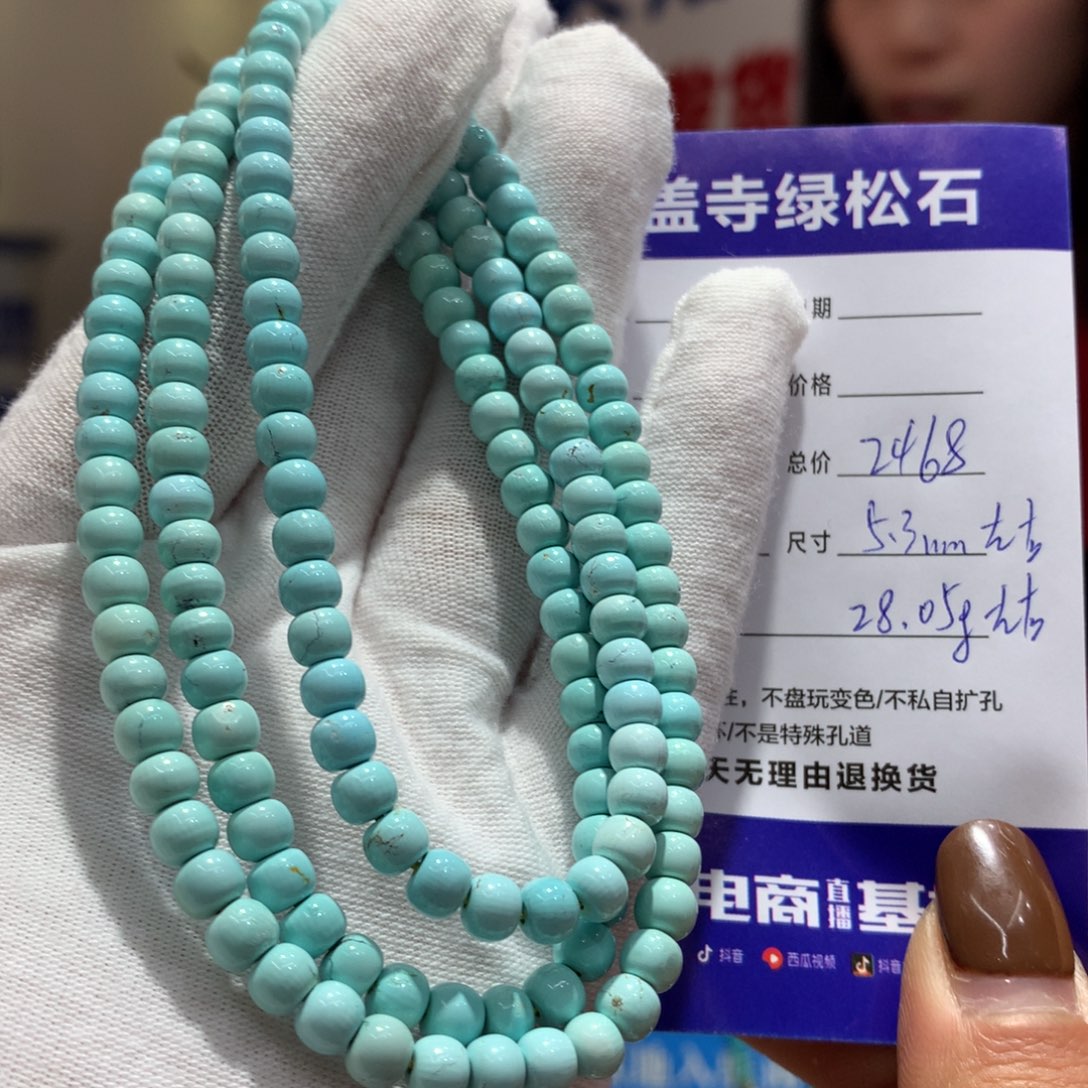 盖寺绿松石
期
价格
总价 2468
尺寸 5.3mm左右
28.05g左右
，不盘玩变色/不私自扩孔
/不是特殊孔道
天无理由退换货
电商直播基
抖音 西瓜视频 抖音